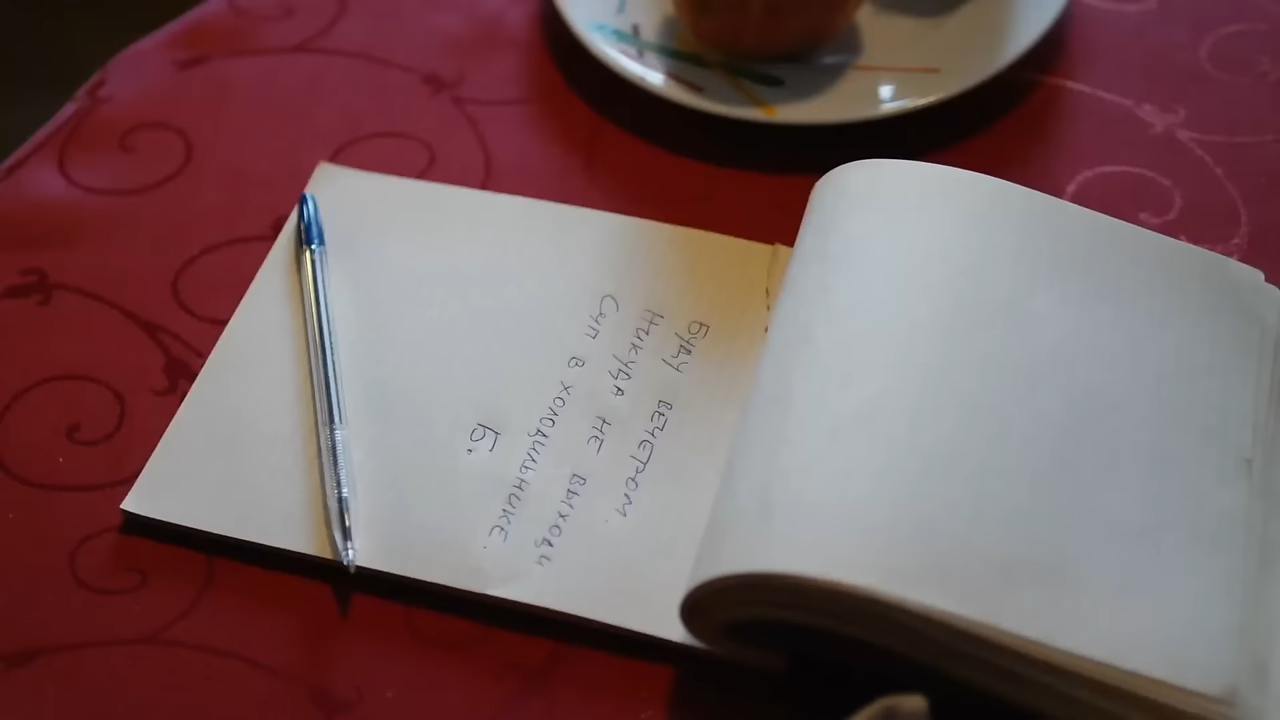 Буду вечером.
Никуда не выходи
Суп в холодильнике.
Б.